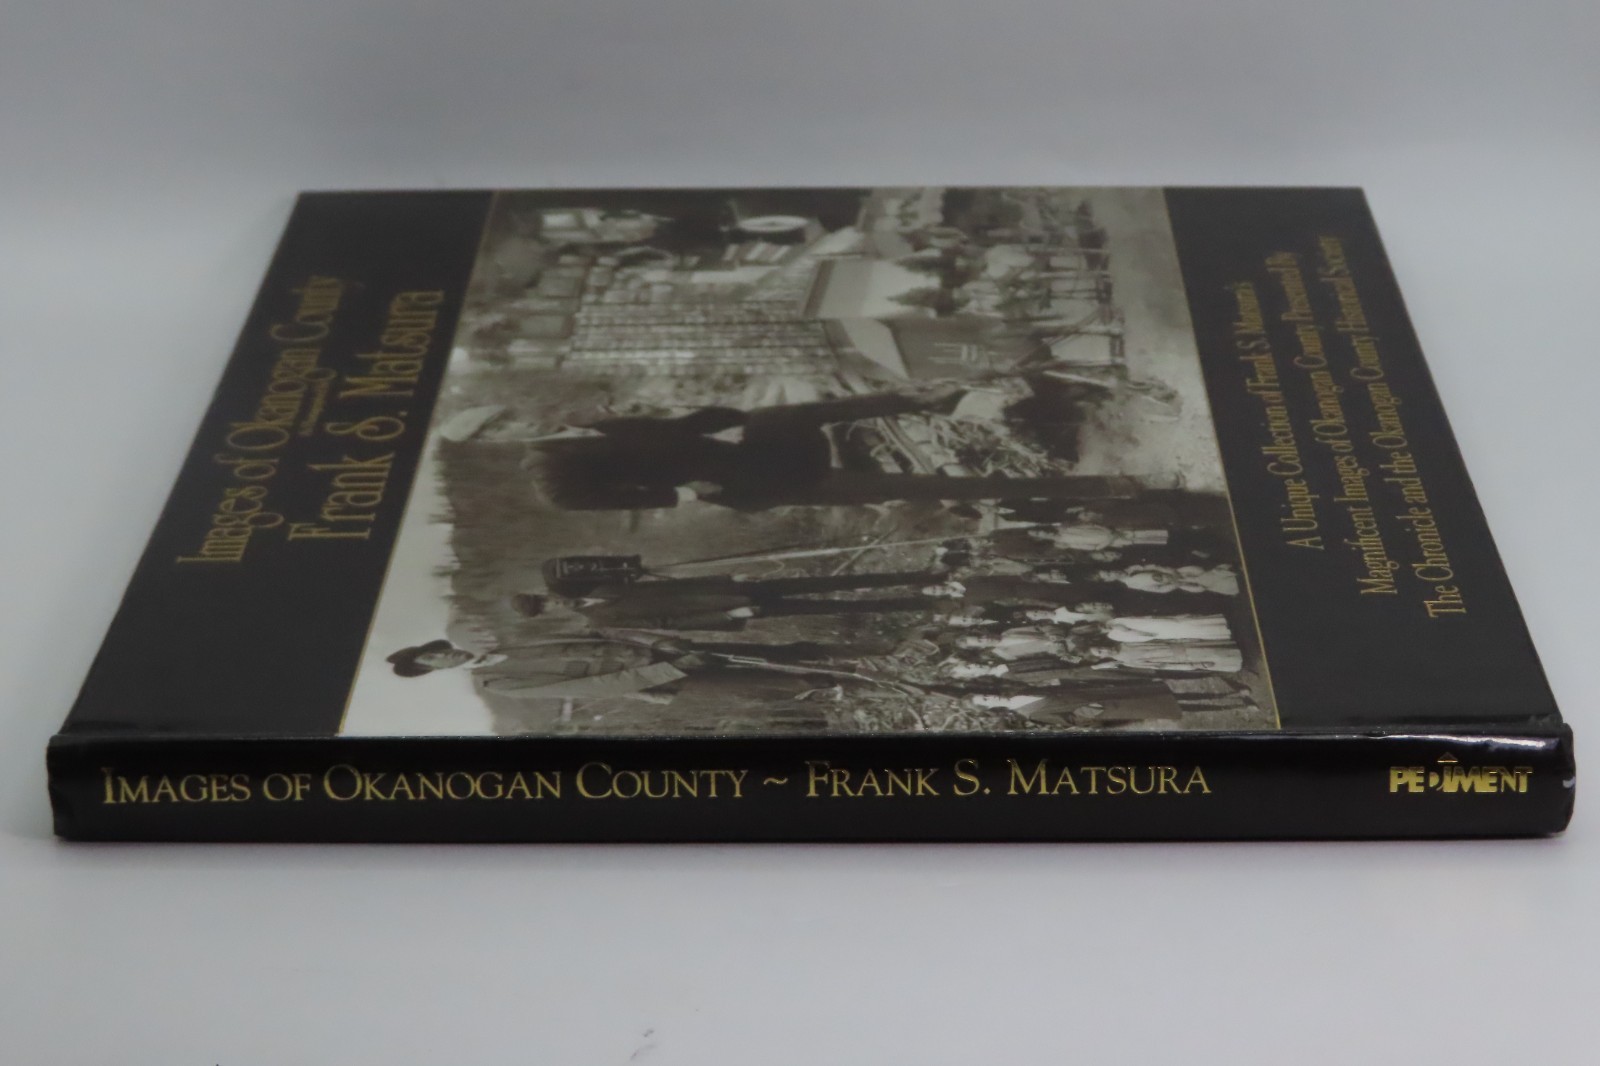 Images of Okanogan County
Frank S. Matsura
A Unique Collection of Frank S. Matsura's
Magnificent Images of Okanogan County Presented By
The Chronicle and the Okanogan County Historical Society
IMAGES OF OKANOGAN COUNTY ~ FRANK S. MATSURA
PEDIMENT